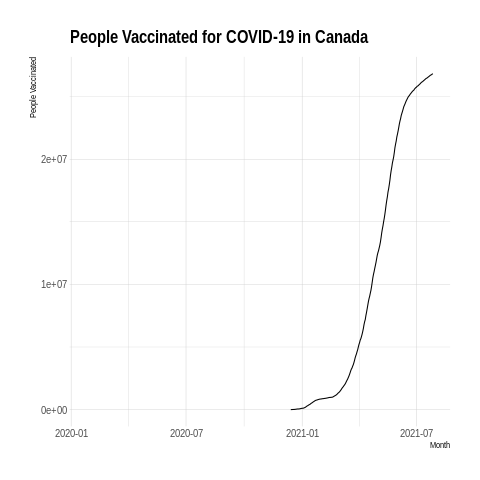 People Vaccinated for COVID-19 in Canada
People Vaccinated
2e+07
1e+07
0e+00
2020-01
2020-07
2021-01
2021-07
Month